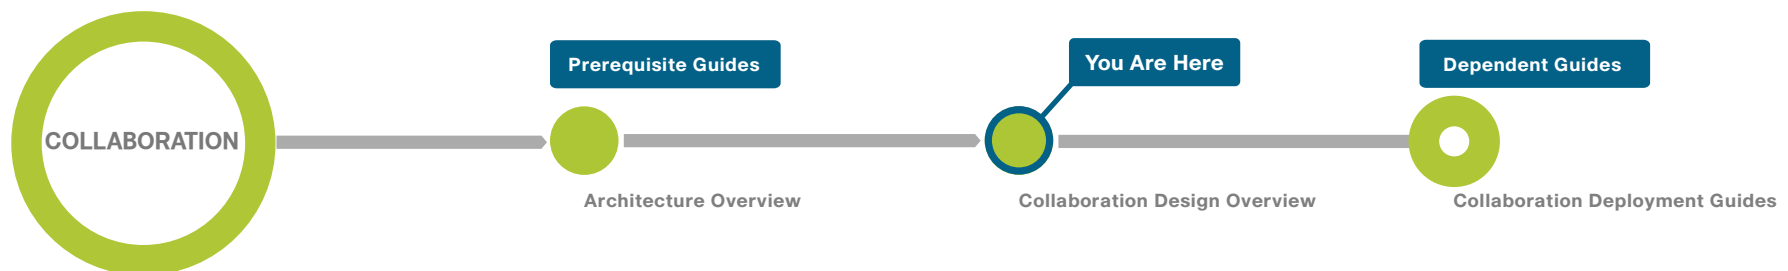 COLLABORATION
Prerequisite Guides
You Are Here
Dependent Guides
Architecture Overview
Collaboration Design Overview
Collaboration Deployment Guides